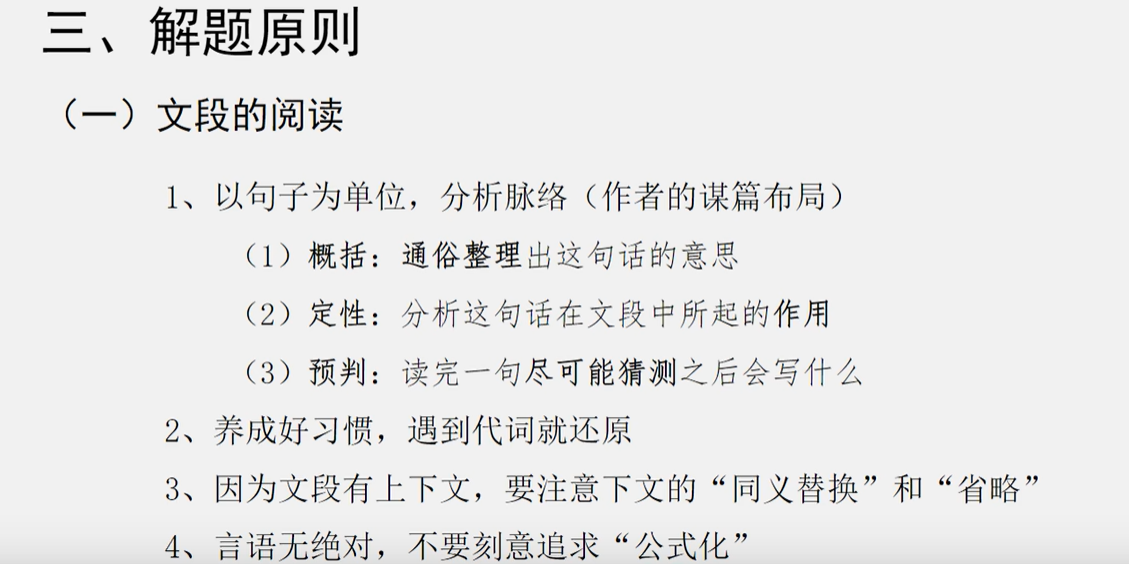 三、解题原则
（一）文段的阅读
1、以句子为单位，分析脉络（作者的谋篇布局）
（1）概括：通俗整理出这句话的意思
（2）定性：分析这句话在文段中所起的作用
（3）预判：读完一句尽可能猜测之后会写什么
2、养成好习惯，遇到代词就还原
3、因为文段有上下文，要注意下文的“同义替换”和“省略”
4、言语无绝对，不要刻意追求“公式化”